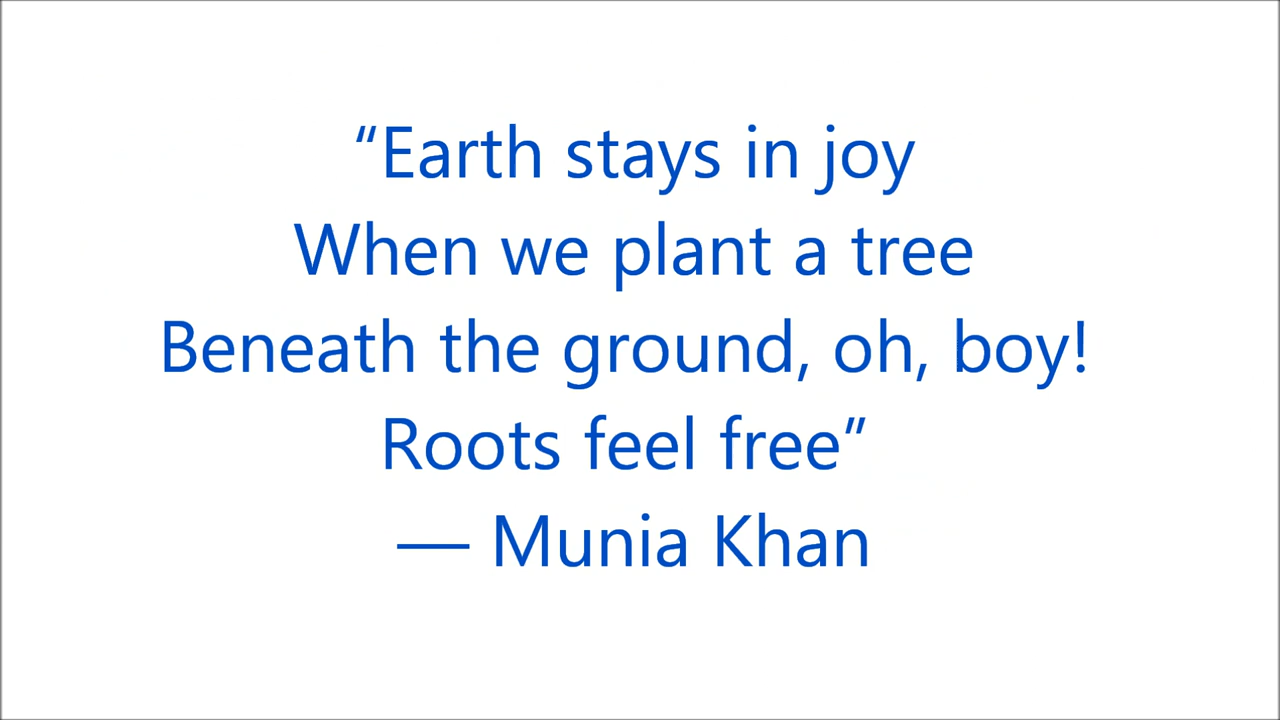 “Earth stays in joy
When we plant a tree
Beneath the ground, oh, boy!
Roots feel free”
— Munia Khan